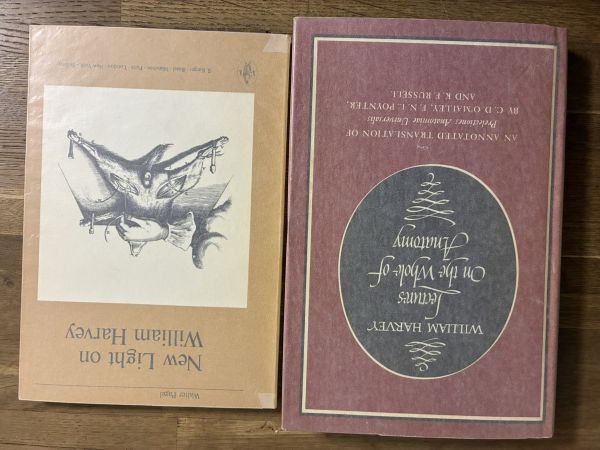 Walter Pagel
New Light on
William Harvey
S. Karger · Basel · München · Paris · London · New York · Sydney
WILLIAM HARVEY
Lectures
On the Whole of
Anatomy
AN ANNOTATED TRANSLATION OF
Prelectiones Anatomiae Universalis
BY C. D. O'MALLEY, F. N. L. POYNTER,
AND K. F. RUSSELL